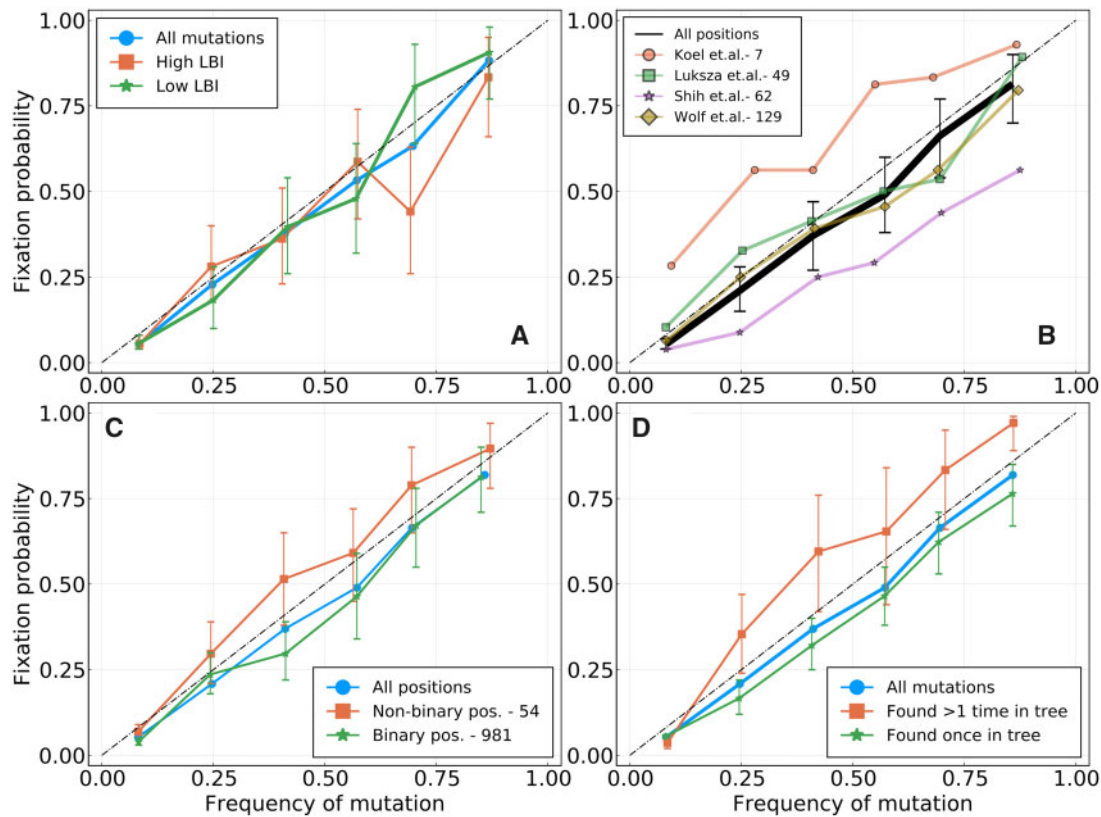 1.00
0.75
0.50
0.25
0.00
Fixation probability
All mutations
High LBI
Low LBI
A
0.00 0.25 0.50 0.75 1.00
1.00
0.75
0.50
0.25
0.00
All positions
Koel et.al.- 7
Luksza et.al.- 49
Shih et.al.- 62
Wolf et.al.- 129
B
0.00 0.25 0.50 0.75 1.00
C
1.00
0.75
0.50
0.25
0.00
Fixation probability
All positions
Non-binary pos. - 54
Binary pos. - 981
0.00 0.25 0.50 0.75 1.00
Frequency of mutation
D
1.00
0.75
0.50
0.25
0.00
All mutations
Found >1 time in tree
Found once in tree
0.00 0.25 0.50 0.75 1.00
Frequency of mutation